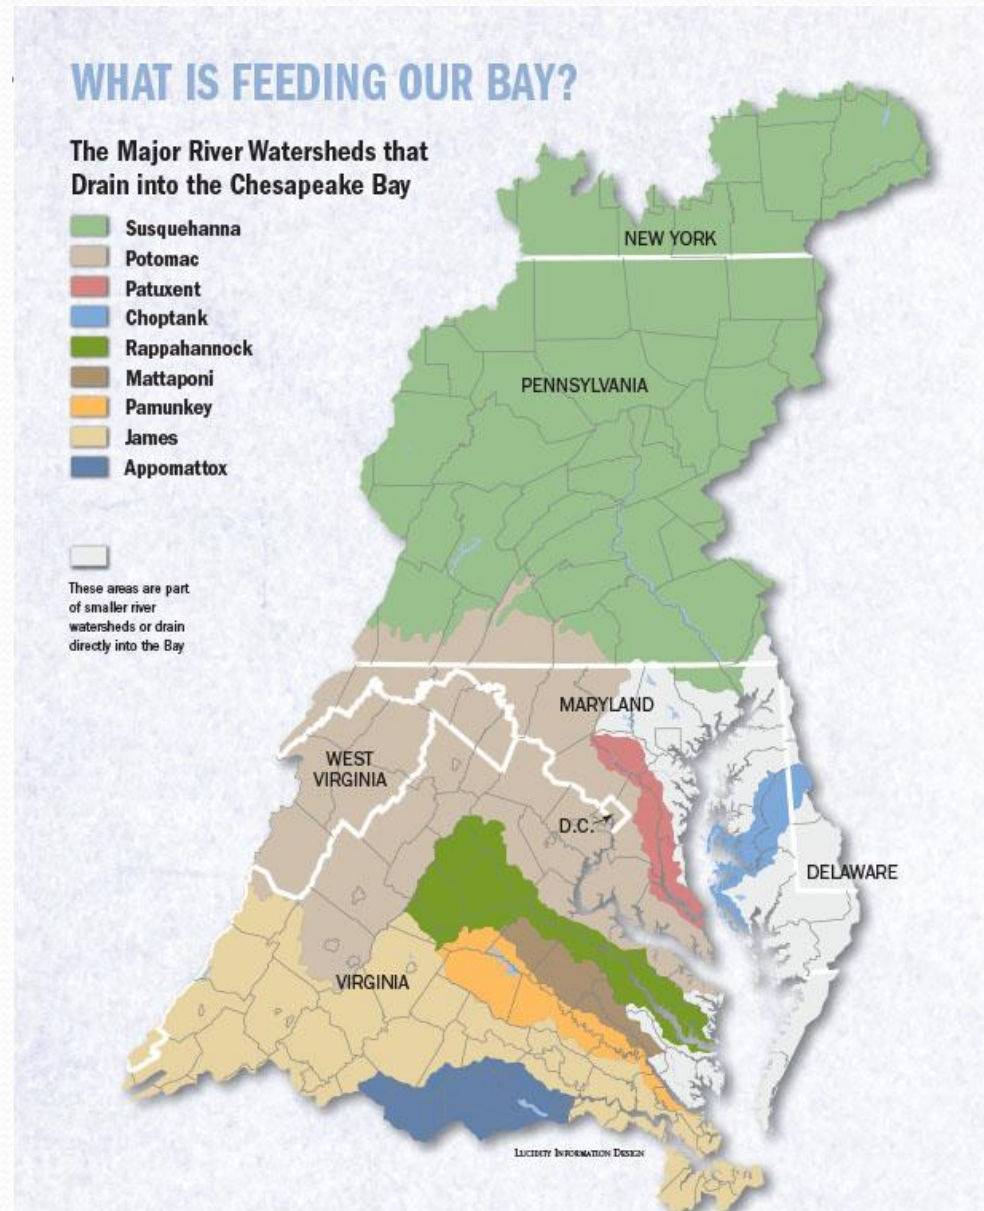 WHAT IS FEEDING OUR BAY?
The Major River Watersheds that
Drain into the Chesapeake Bay
Susquehanna
Potomac
Patuxent
Choptank
Rappahannock
Mattaponi
Pamunkey
James
Appomattox
These areas are part
of smaller river
watersheds or drain
directly into the Bay
NEW YORK
PENNSYLVANIA
MARYLAND
WEST
VIRGINIA
D.C.
DELAWARE
VIRGINIA
LUCIDITY INFORMATION DESIGN